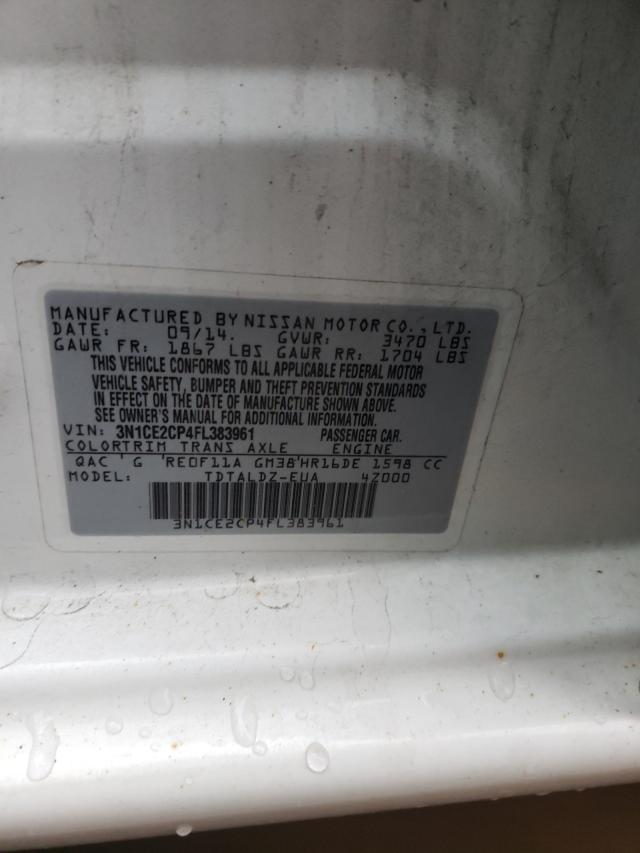 MANUFACTURED BY NISSAN MOTOR CO., LTD.
DATE: 09/14. GVWR: 3470 LBS
GAWR FR: 1867 LBS GAWR RR: 1704 LBS
THIS VEHICLE CONFORMS TO ALL APPLICABLE FEDERAL MOTOR
VEHICLE SAFETY, BUMPER AND THEFT PREVENTION STANDARDS
IN EFFECT ON THE DATE OF MANUFACTURE SHOWN ABOVE.
SEE OWNER'S MANUAL FOR ADDITIONAL INFORMATION.
VIN: 3N1CE2CP4FL383961 PASSENGER CAR.
COLORTRIM TRANS AXLE ENGINE
QAC 'G 'RE0F11A GM38'HR16DE 1598 CC
MODEL: TDTALDZ-EUA 4Z000
3N1CE2CP4FL383961